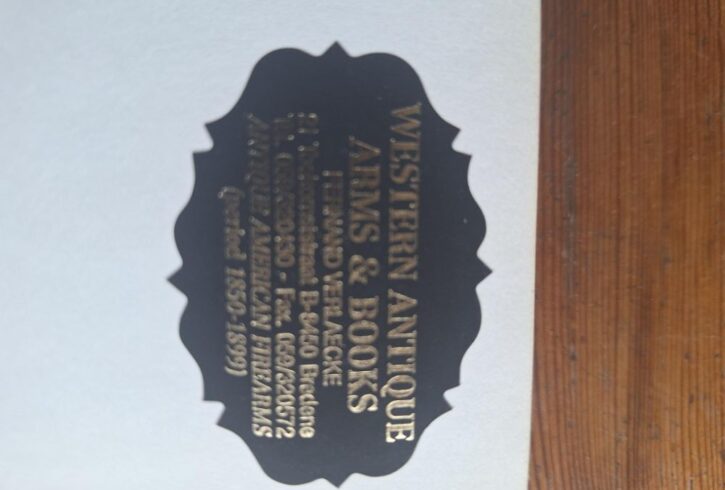 WESTERN ANTIQUE
ARMS & BOOKS
FERNAND VERLAECKE
B-8450 Bredene
- Fax. 059/320572
ANTIQUE AMERICAN FIREARMS
(period 1850-1899)